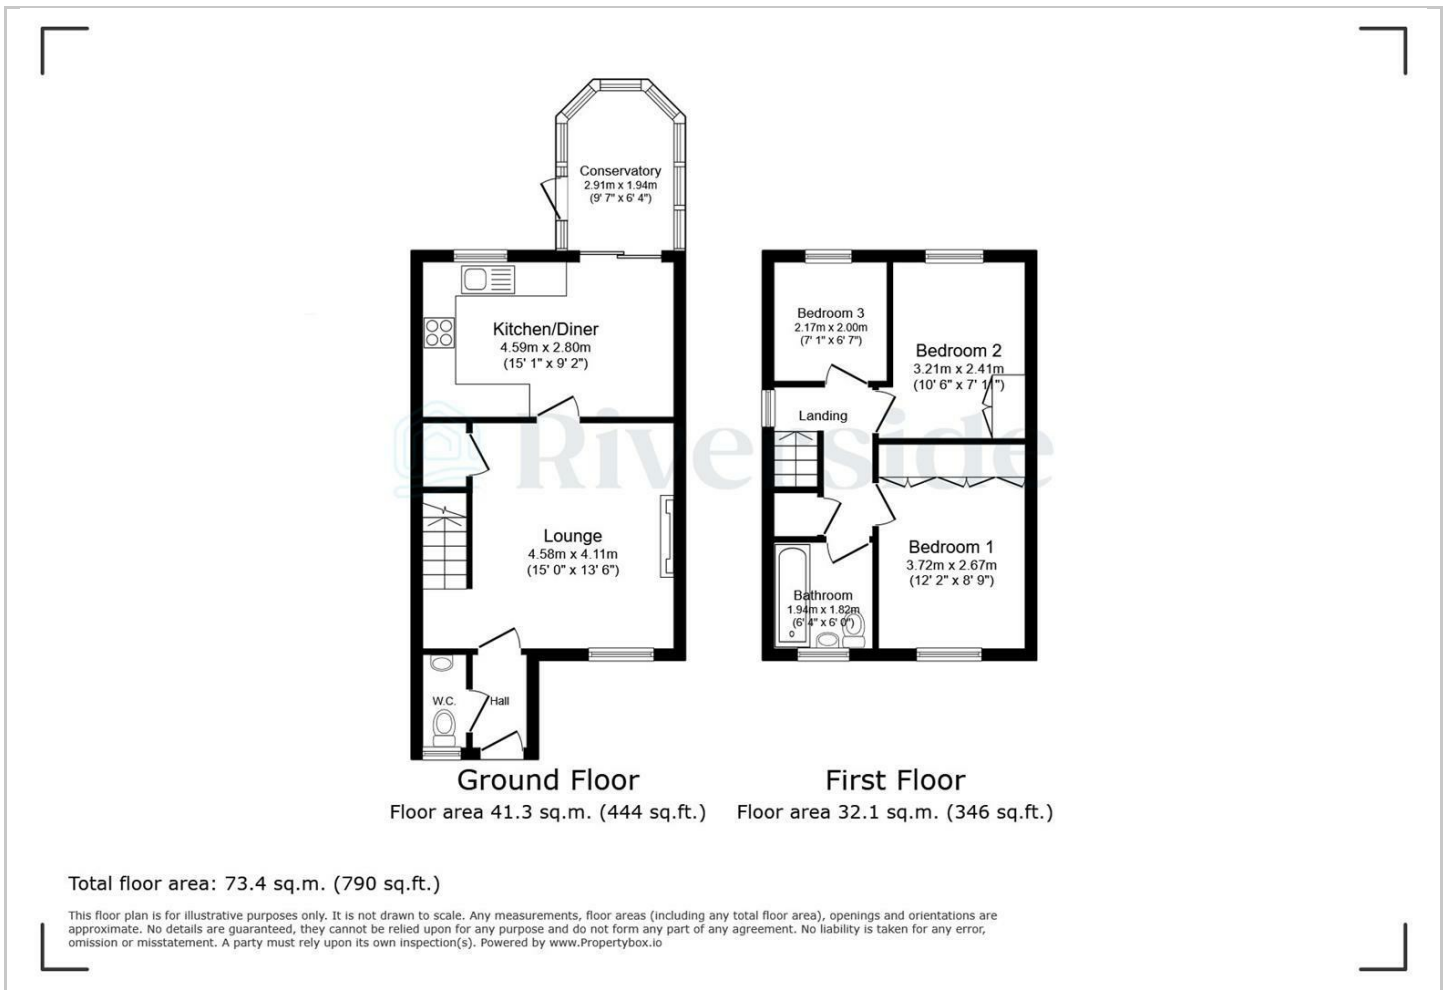 Conservatory
2.91m x 1.94m
(9' 7" x 6' 4")
Kitchen/Diner
4.59m x 2.80m
(15' 1" x 9' 2")
Bedroom 3
2.17m x 2.00m
(7' 1" x 6' 7")
Bedroom 2
3.21m x 2.41m
(10' 6" x 7' 11")
Landing
Riverside
Lounge
4.58m x 4.11m
(15' 0" x 13' 6")
Bedroom 1
3.72m x 2.67m
(12' 2" x 8' 9")
Bathroom
1.94m x 1.82m
(6' 4" x 6' 0")
W.C.
Hall
Ground Floor
Floor area 41.3 sq.m. (444 sq.ft.)
First Floor
Floor area 32.1 sq.m. (346 sq.ft.)
Total floor area: 73.4 sq.m. (790 sq.ft.)
This floor plan is for illustrative purposes only. It is not drawn to scale. Any measurements, floor areas (including any total floor area), openings and orientations are
approximate. No details are guaranteed, they cannot be relied upon for any purpose and do not form any part of any agreement. No liability is taken for any error,
omission or misstatement. A party must rely upon its own inspection(s). Powered by www.Propertybox.io